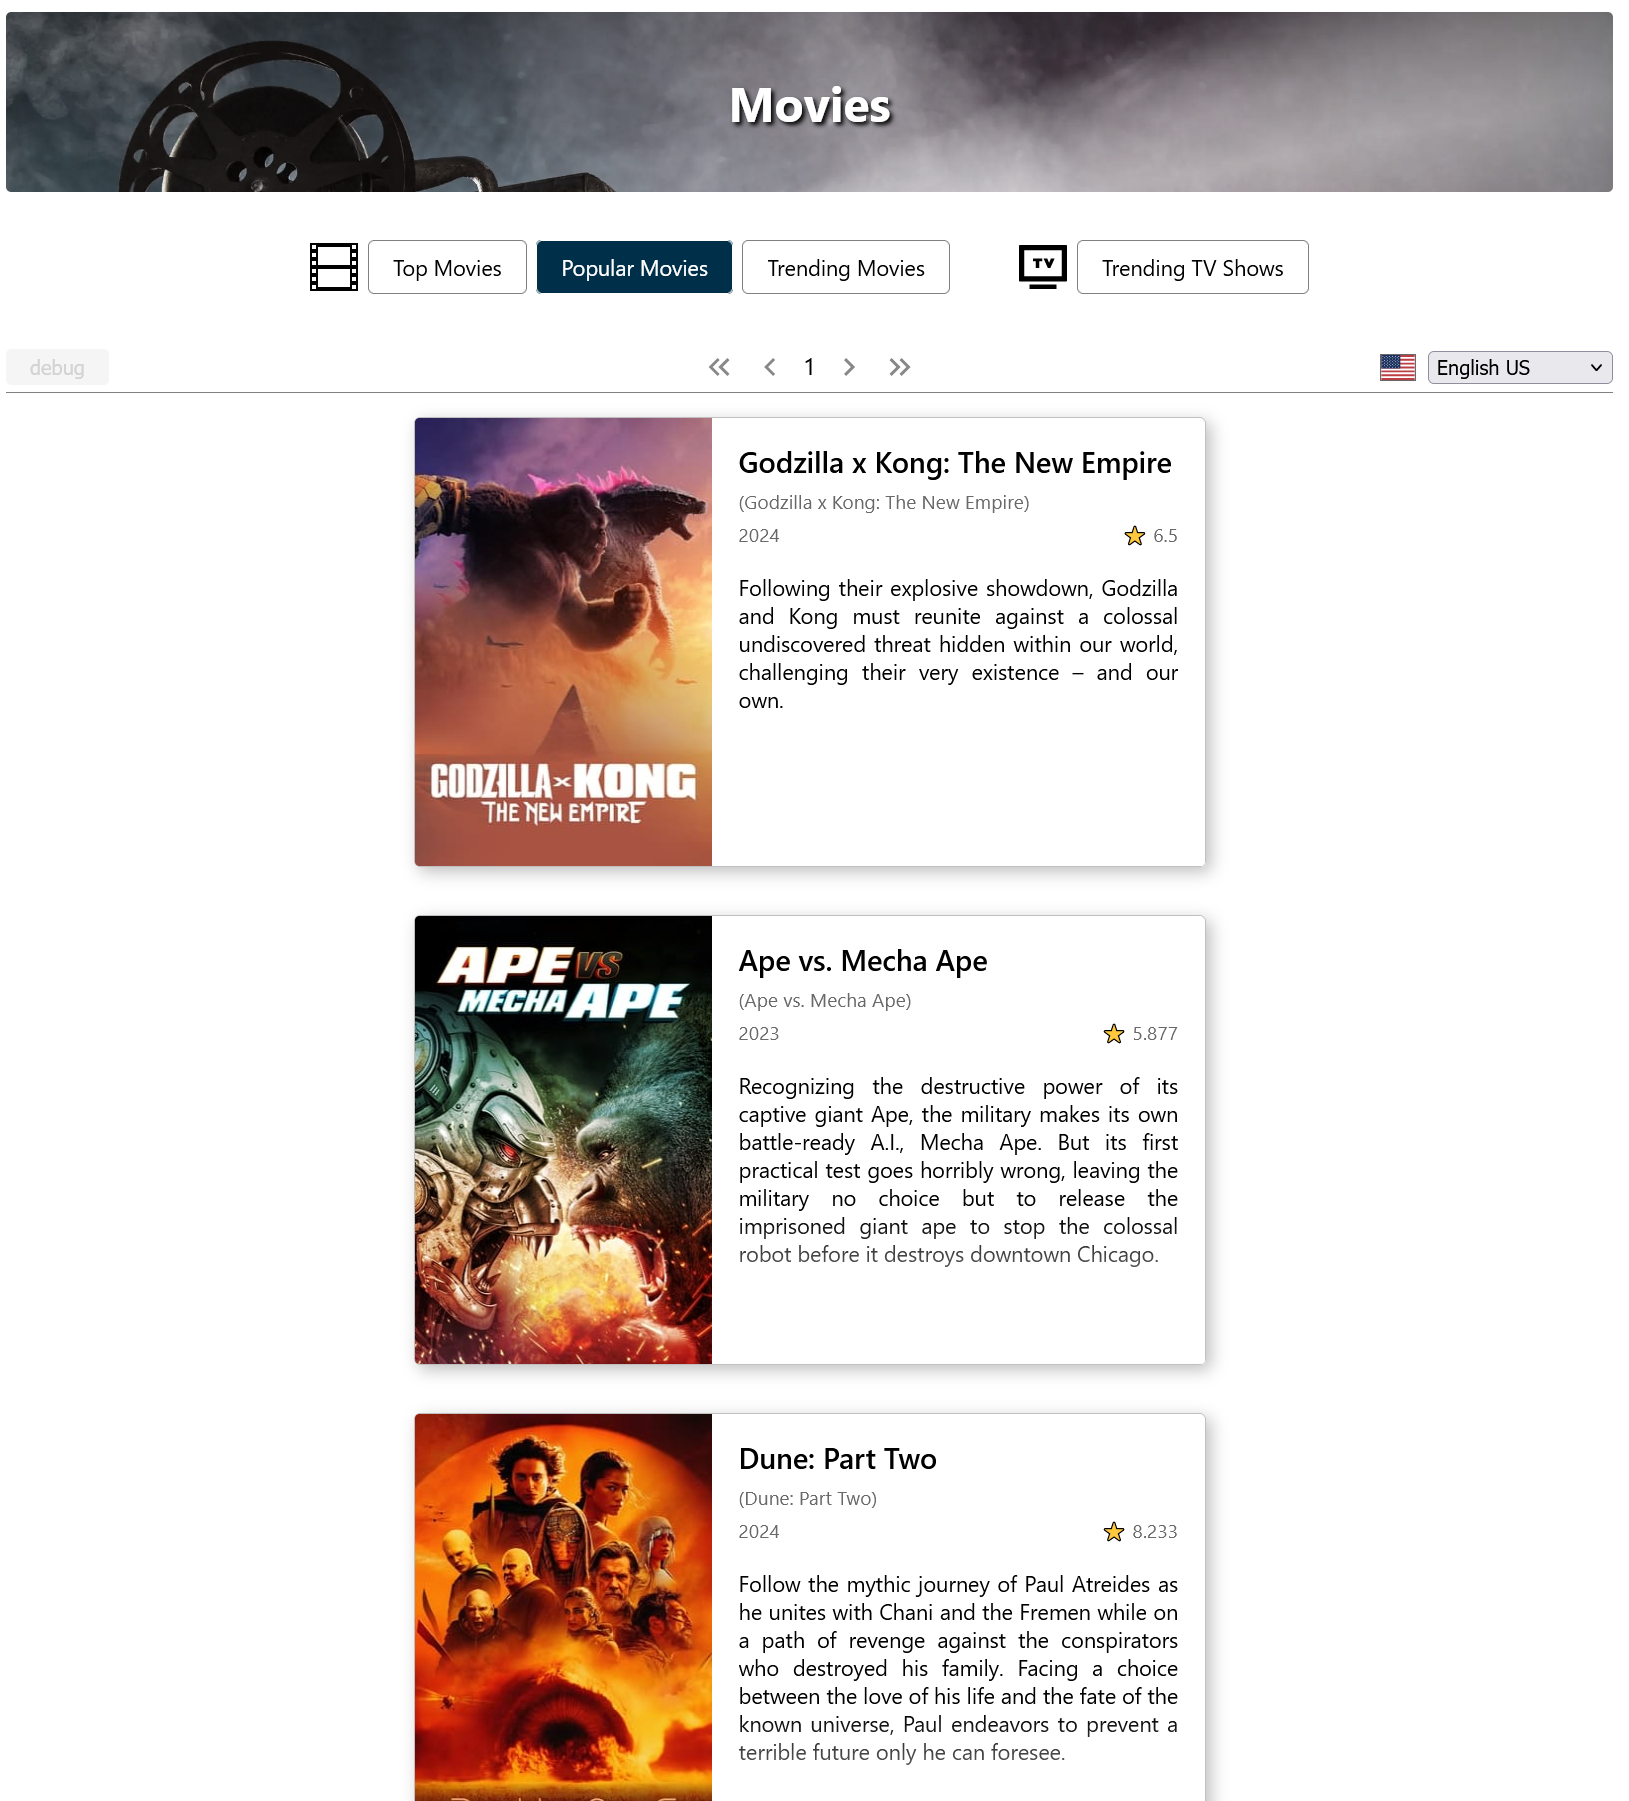 Movies
Top Movies
Popular Movies
Trending Movies
TV
Trending TV Shows
debug
1
English US
GODZILLA x KONG
THE NEW EMPIRE
Godzilla x Kong: The New Empire
(Godzilla x Kong: The New Empire)
2024
6.5
Following their explosive showdown, Godzilla
and Kong must reunite against a colossal
undiscovered threat hidden within our world,
challenging their very existence – and our
own.
APE VS
MECHA APE
Ape vs. Mecha Ape
(Ape vs. Mecha Ape)
2023
5.877
Recognizing the destructive power of its
captive giant Ape, the military makes its own
battle-ready A.I., Mecha Ape. But its first
practical test goes horribly wrong, leaving the
military no choice but to release the
imprisoned giant ape to stop the colossal
robot before it destroys downtown Chicago.
Dune: Part Two
(Dune: Part Two)
2024
8.233
Follow the mythic journey of Paul Atreides as
he unites with Chani and the Fremen while on
a path of revenge against the conspirators
who destroyed his family. Facing a choice
between the love of his life and the fate of the
known universe, Paul endeavors to prevent a
terrible future only he can foresee.